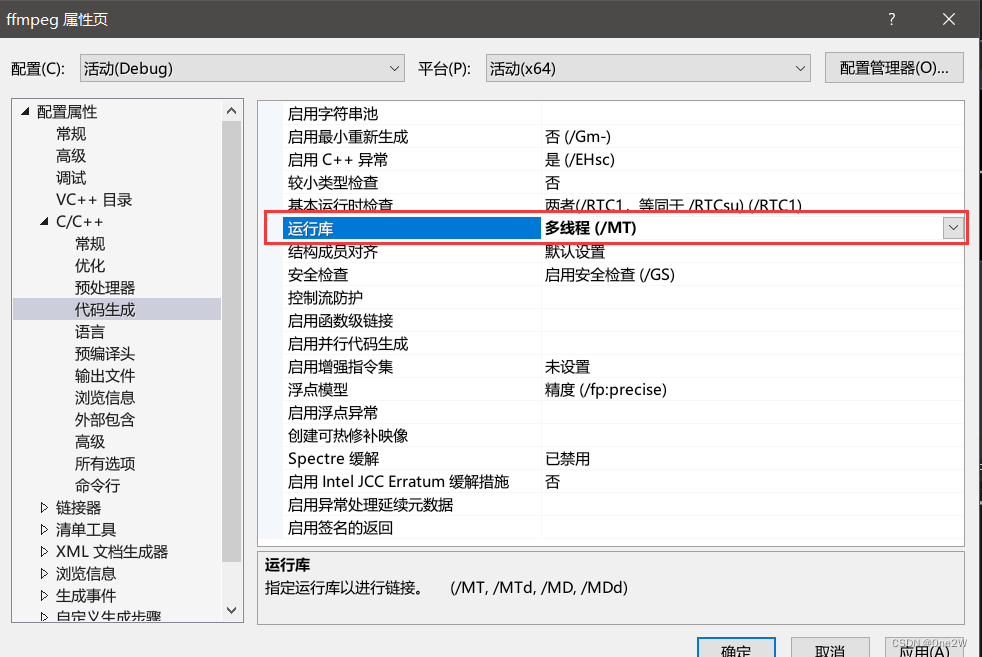 ffmpeg 属性页 ?
配置(C): 活动(Debug) 平台(P): 活动(x64) 配置管理器(O)...
配置属性
常规
高级
调试
VC++ 目录
C/C++
常规
优化
预处理器
代码生成
语言
预编译头
输出文件
浏览信息
外部包含
高级
所有选项
命令行
链接器
清单工具
XML 文档生成器
浏览信息
生成事件
自定义生成步骤
启用字符串池
启用最小重新生成 否 (/Gm-)
启用 C++ 异常 是 (/EHsc)
较小类型检查 否
基本运行时检查 两者(/RTC1，等同于 /RTCsu) (/RTC1)
运行库 多线程 (/MT)
结构成员对齐 默认设置
安全检查 启用安全检查 (/GS)
控制流防护
启用函数级链接
启用并行代码生成
启用增强指令集 未设置
浮点模型 精度 (/fp:precise)
启用浮点异常
创建可热修补映像
Spectre 缓解 已禁用
启用 Intel JCC Erratum 缓解措施 否
启用异常处理延续元数据
启用签名的返回
运行库
指定运行库以进行链接。 (/MT, /MTd, /MD, /MDd)
确定 取消 应用(A)
CSDN @One2W